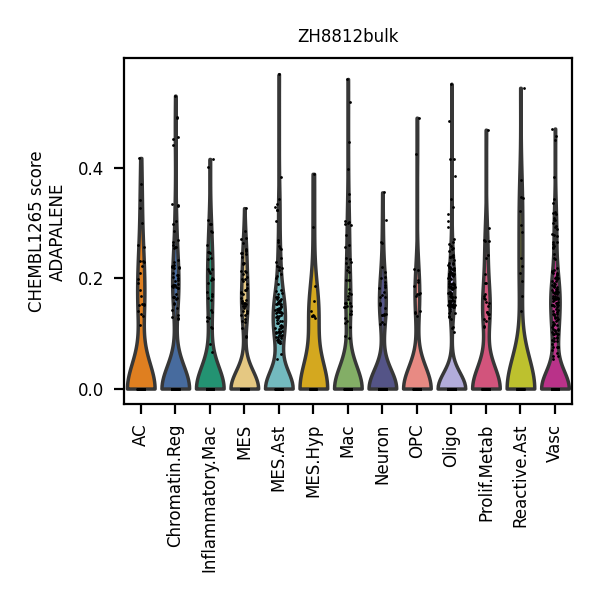 ZH8812bulk
CHEMBL1265 score
ADAPALENE
0.4
0.2
0.0
AC
Chromatin.Reg
Inflammatory.Mac
MES
MES.Ast
MES.Hyp
Mac
Neuron
OPC
Oligo
Prolif.Metab
Reactive.Ast
Vasc